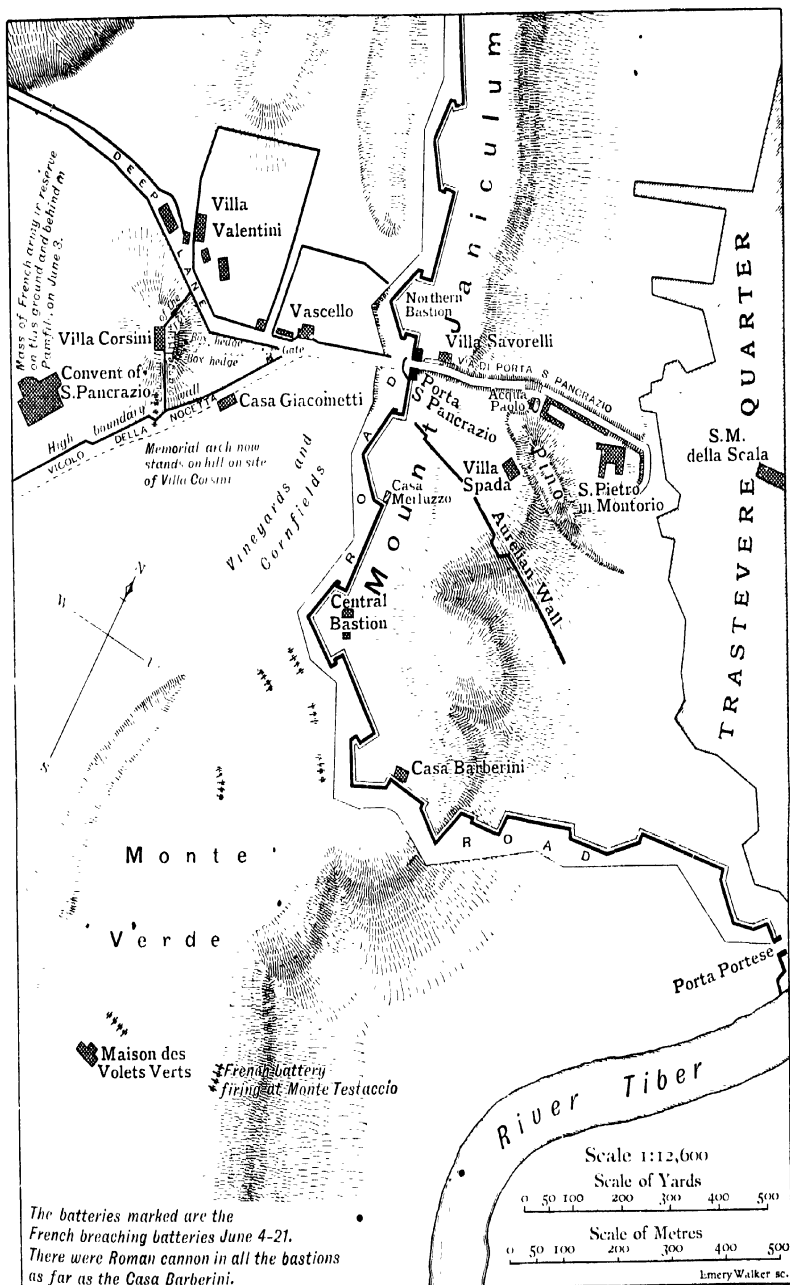 Mount Janiculum
TRASTEVERE QUARTER
DEEP LANE
Mass of French army in reserve
on this ground and behind in
Pamfili, on June 3.
Villa
Valentini
Vascello
Northern
Bastion
Villa Savorelli
VIA DI PORTA S. PANCRAZIO
Villa Corsini
Box hedge
Box hedge
Gate
Convent of
S. Pancrazio
High boundary wall
VICOLO DELLA NOCETTA
Casa Giacometti
Porta
S. Pancrazio
Acqua
Paolo
S.M.
della Scala
Memorial arch now
stands on hill on site
of Villa Corsini
Villa
Spada
Pino
S. Pietro
in Montorio
Vineyards and
Cornfields
ROAD
Casa
Merluzzo
Aurelian Wall
Central
Bastion
N
S
Casa Barberini
ROAD
Monte
Verde
Porta Portese
Maison des
Volets Verts
French battery
firing at Monte Testaccio
River Tiber
Scale 1:12,600
Scale of Yards
0 50 100 200 300 400 500
Scale of Metres
0 50 100 200 300 400 500
The batteries marked are the
French breaching batteries June 4-21.
There were Roman cannon in all the bastions
as far as the Casa Barberini.
Emery Walker sc.